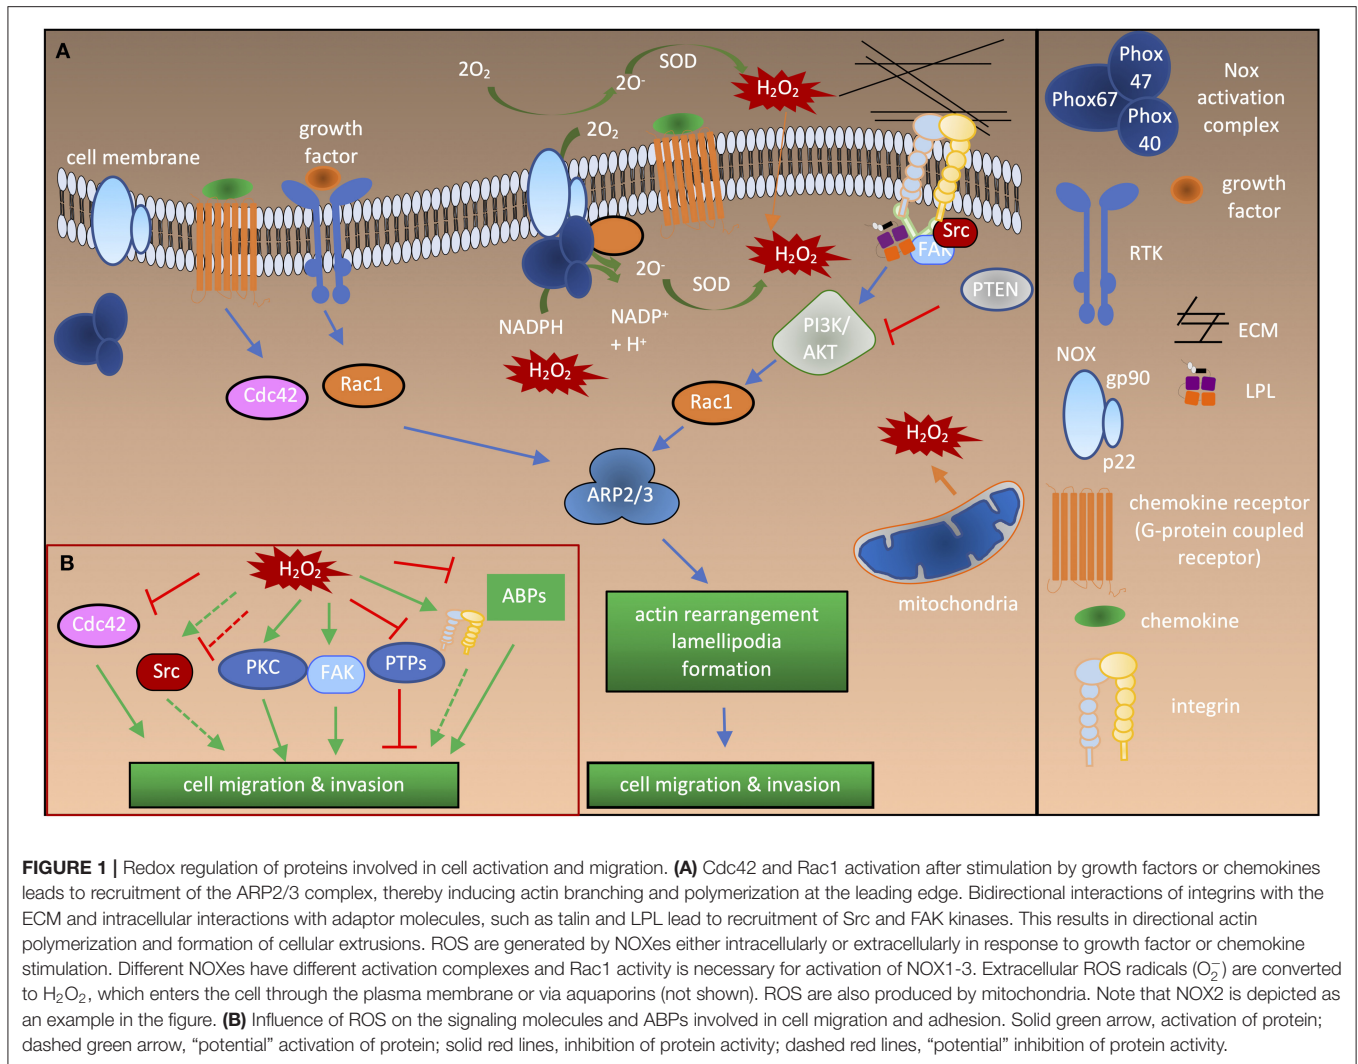 A
2O₂
2O⁻
SOD
H₂O₂
growth
factor
cell membrane
2O₂
Src
FAK
PTEN
H₂O₂
2O⁻
SOD
NADPH
NADP⁺
+ H⁺
H₂O₂
PI3K/
AKT
Cdc42
Rac1
Rac1
H₂O₂
ARP2/3
mitochondria
actin rearrangement
lamellipodia
formation
cell migration & invasion
B
H₂O₂
ABPs
Cdc42
Src
PKC
FAK
PTPs
cell migration & invasion
Phox
47
Phox67
Phox
40
Nox
activation
complex
growth
factor
RTK
ECM
NOX
gp90
p22
LPL
chemokine receptor
(G-protein coupled
receptor)
chemokine
integrin
FIGURE 1 | Redox regulation of proteins involved in cell activation and migration. (A) Cdc42 and Rac1 activation after stimulation by growth factors or chemokines
leads to recruitment of the ARP2/3 complex, thereby inducing actin branching and polymerization at the leading edge. Bidirectional interactions of integrins with the
ECM and intracellular interactions with adaptor molecules, such as talin and LPL lead to recruitment of Src and FAK kinases. This results in directional actin
polymerization and formation of cellular extrusions. ROS are generated by NOXes either intracellularly or extracellularly in response to growth factor or chemokine
stimulation. Different NOXes have different activation complexes and Rac1 activity is necessary for activation of NOX1-3. Extracellular ROS radicals (O₂⁻) are converted
to H₂O₂, which enters the cell through the plasma membrane or via aquaporins (not shown). ROS are also produced by mitochondria. Note that NOX2 is depicted as
an example in the figure. (B) Influence of ROS on the signaling molecules and ABPs involved in cell migration and adhesion. Solid green arrow, activation of protein;
dashed green arrow, “potential” activation of protein; solid red lines, inhibition of protein activity; dashed red lines, “potential” inhibition of protein activity.